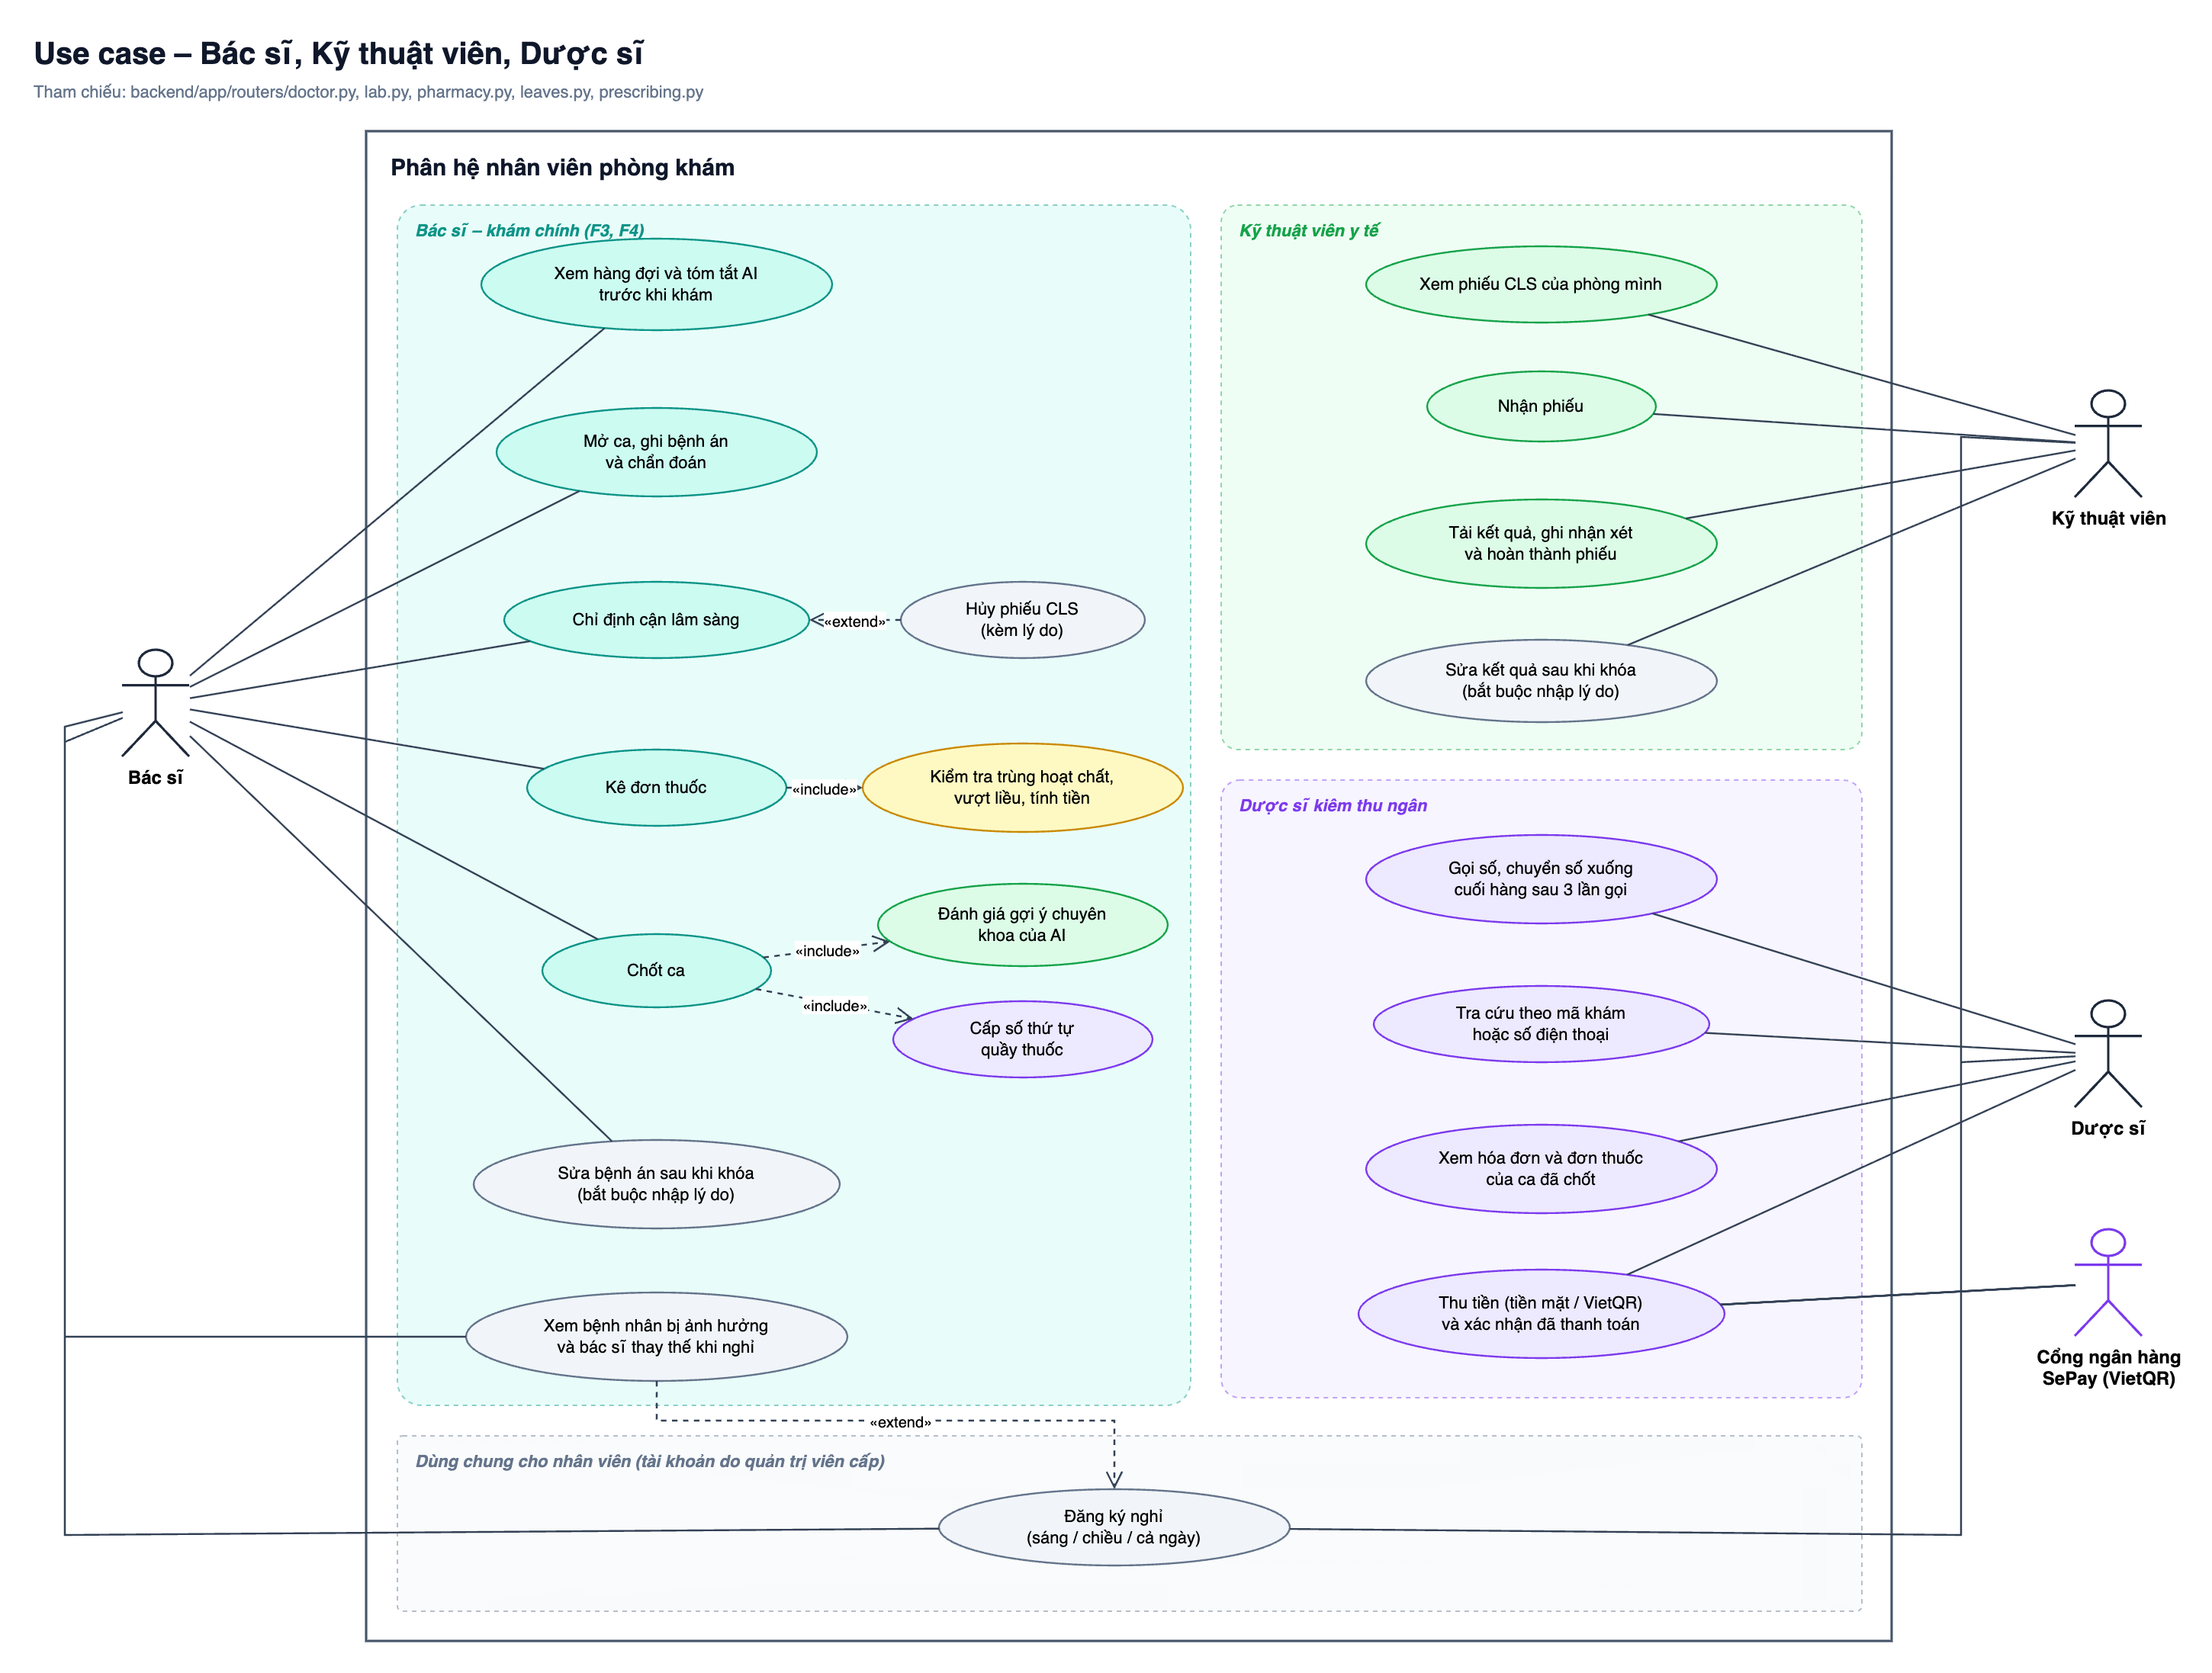 Use case – Bác sĩ, Kỹ thuật viên, Dược sĩ
Tham chiếu: backend/app/routers/doctor.py, lab.py, pharmacy.py, leaves.py, prescribing.py
Phân hệ nhân viên phòng khám
Bác sĩ – khám chính (F3, F4)
Xem hàng đợi và tóm tắt AI
trước khi khám
Mở ca, ghi bệnh án
và chẩn đoán
Chỉ định cận lâm sàng
«extend»
Hủy phiếu CLS
(kèm lý do)
Kê đơn thuốc
«include»
Kiểm tra trùng hoạt chất,
vượt liều, tính tiền
Chốt ca
«include»
Đánh giá gợi ý chuyên
khoa của AI
«include»
Cấp số thứ tự
quầy thuốc
Sửa bệnh án sau khi khóa
(bắt buộc nhập lý do)
Xem bệnh nhân bị ảnh hưởng
và bác sĩ thay thế khi nghỉ
«extend»
Bác sĩ
Kỹ thuật viên y tế
Xem phiếu CLS của phòng mình
Nhận phiếu
Tải kết quả, ghi nhận xét
và hoàn thành phiếu
Sửa kết quả sau khi khóa
(bắt buộc nhập lý do)
Kỹ thuật viên
Dược sĩ kiêm thu ngân
Gọi số, chuyển số xuống
cuối hàng sau 3 lần gọi
Tra cứu theo mã khám
hoặc số điện thoại
Xem hóa đơn và đơn thuốc
của ca đã chốt
Thu tiền (tiền mặt / VietQR)
và xác nhận đã thanh toán
Dược sĩ
Cổng ngân hàng
SePay (VietQR)
Dùng chung cho nhân viên (tài khoản do quản trị viên cấp)
Đăng ký nghỉ
(sáng / chiều / cả ngày)